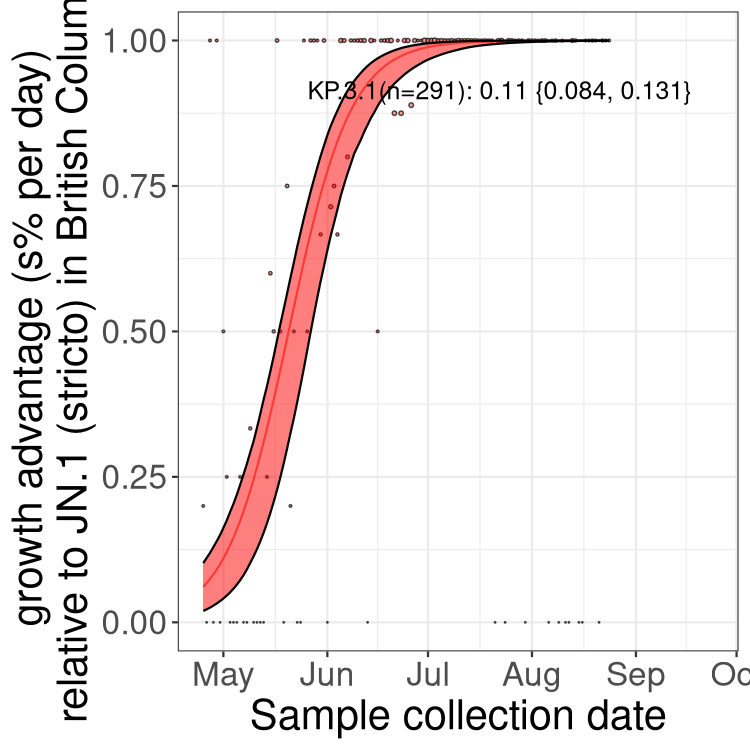 growth advantage (s% per day)
relative to JN.1 (stricto) in British Colum
1.00
0.75
0.50
0.25
0.00
KP.3.1(n=291): 0.11 {0.084, 0.131}
May Jun Jul Aug Sep Oc
Sample collection date